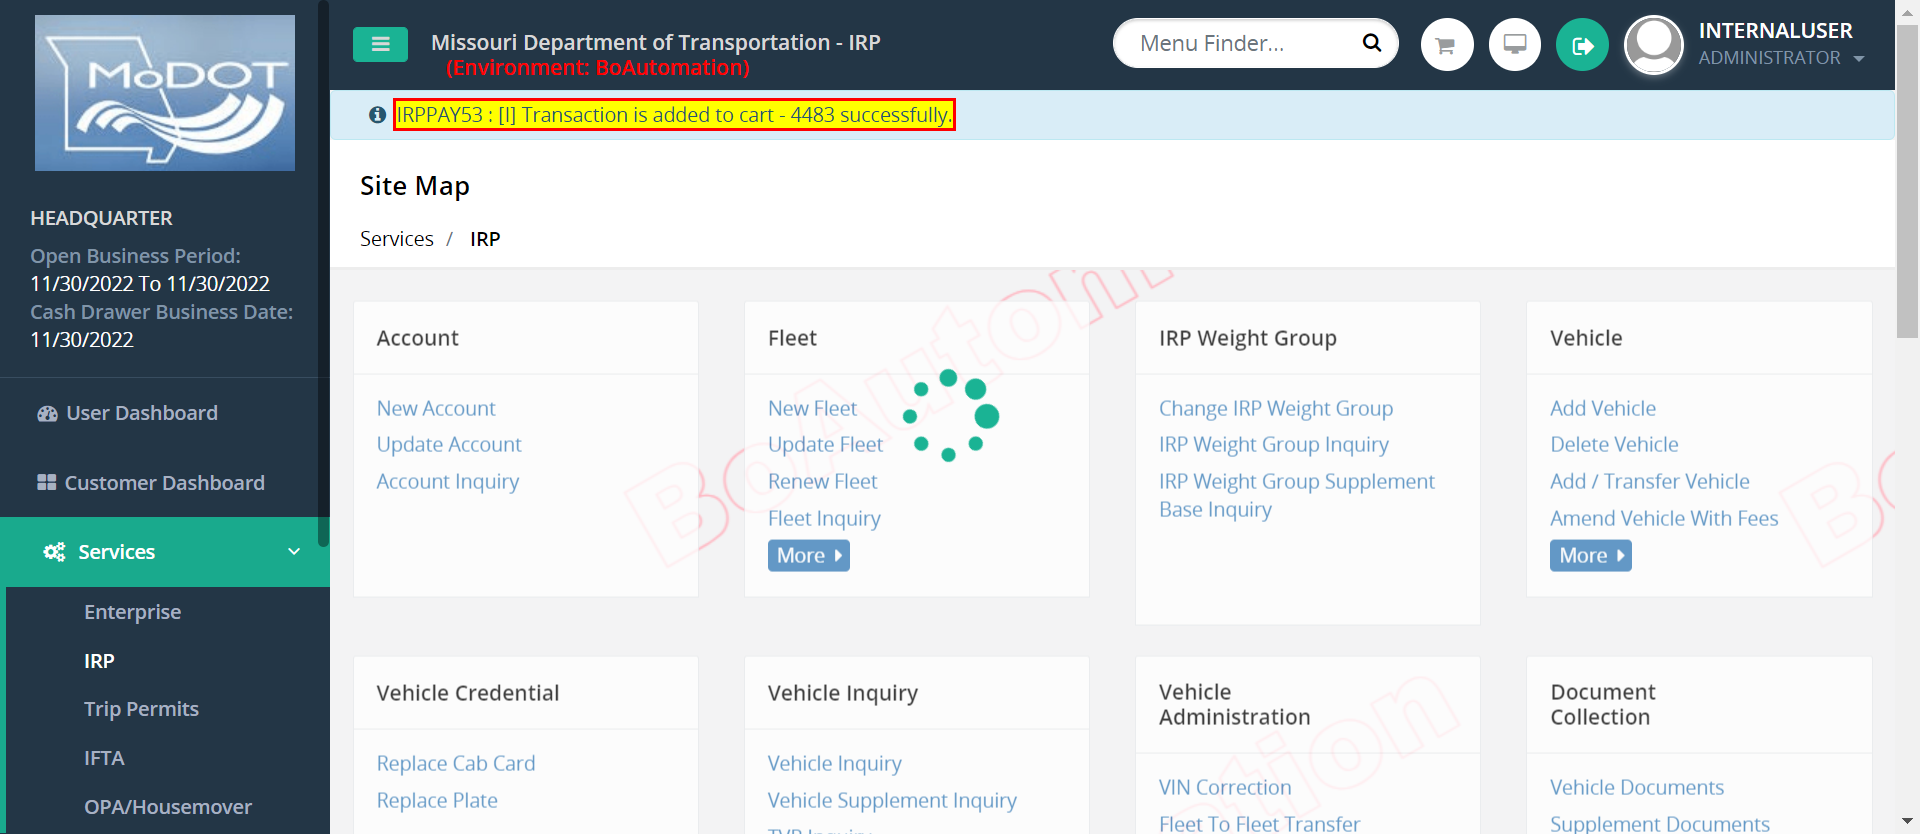 MoDOT
HEADQUARTER
Open Business Period:
11/30/2022 To 11/30/2022
Cash Drawer Business Date:
11/30/2022
User Dashboard
Customer Dashboard
Services
Enterprise
IRP
Trip Permits
IFTA
OPA/Housemover
Missouri Department of Transportation - IRP
(Environment: BoAutomation)
Menu Finder...
INTERNALUSER
ADMINISTRATOR
IRPPAY53 : [I] Transaction is added to cart - 4483 successfully.
Site Map
Services / IRP
Account
New Account
Update Account
Account Inquiry
Fleet
New Fleet
Update Fleet
Renew Fleet
Fleet Inquiry
More
IRP Weight Group
Change IRP Weight Group
IRP Weight Group Inquiry
IRP Weight Group Supplement
Base Inquiry
Vehicle
Add Vehicle
Delete Vehicle
Add / Transfer Vehicle
Amend Vehicle With Fees
More
Vehicle Credential
Replace Cab Card
Replace Plate
Vehicle Inquiry
Vehicle Inquiry
Vehicle Supplement Inquiry
TVR Inquiry
Vehicle
Administration
VIN Correction
Fleet To Fleet Transfer
Document
Collection
Vehicle Documents
Supplement Documents